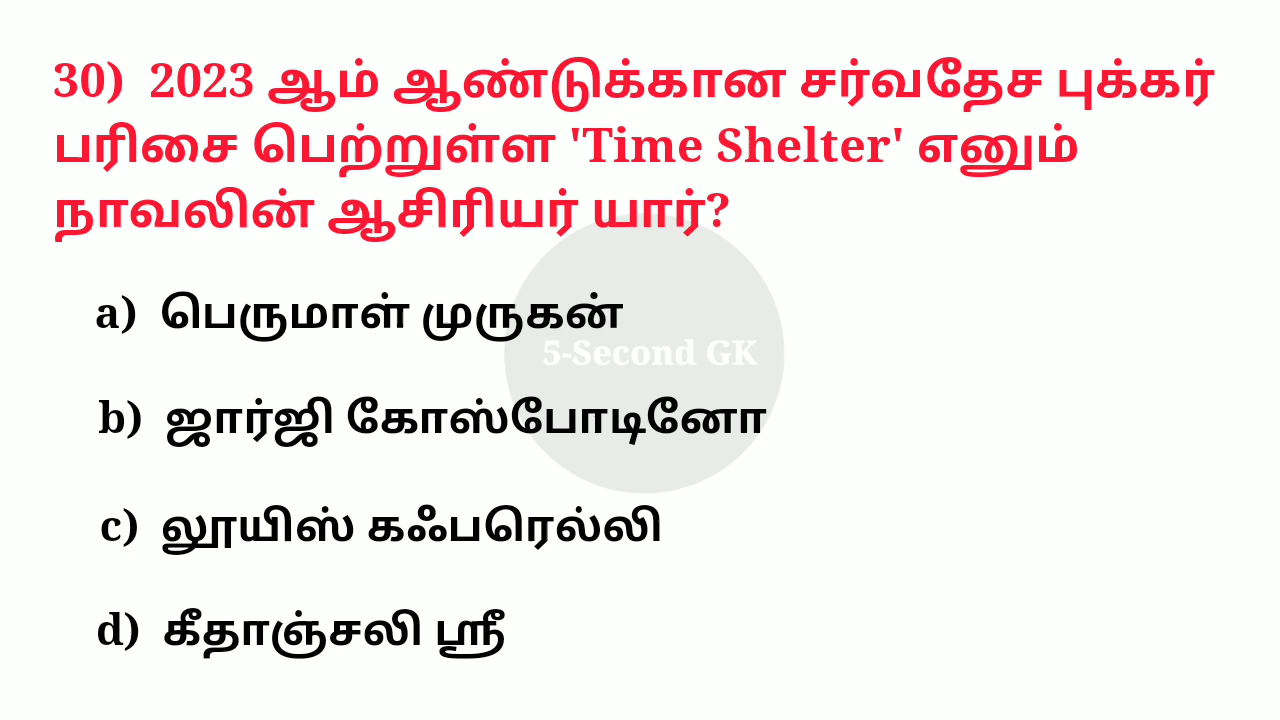 30) 2023 ஆம் ஆண்டுக்கான சர்வதேச புக்கர்
பரிசை பெற்றுள்ள 'Time Shelter' எனும்
நாவலின் ஆசிரியர் யார்?
a) பெருமாள் முருகன்
5-Second GK
b) ஜார்ஜி கோஸ்போடினோ
c) லூயிஸ் கஃபரெல்லி
d) கீதாஞ்சலி ஸ்ரீ